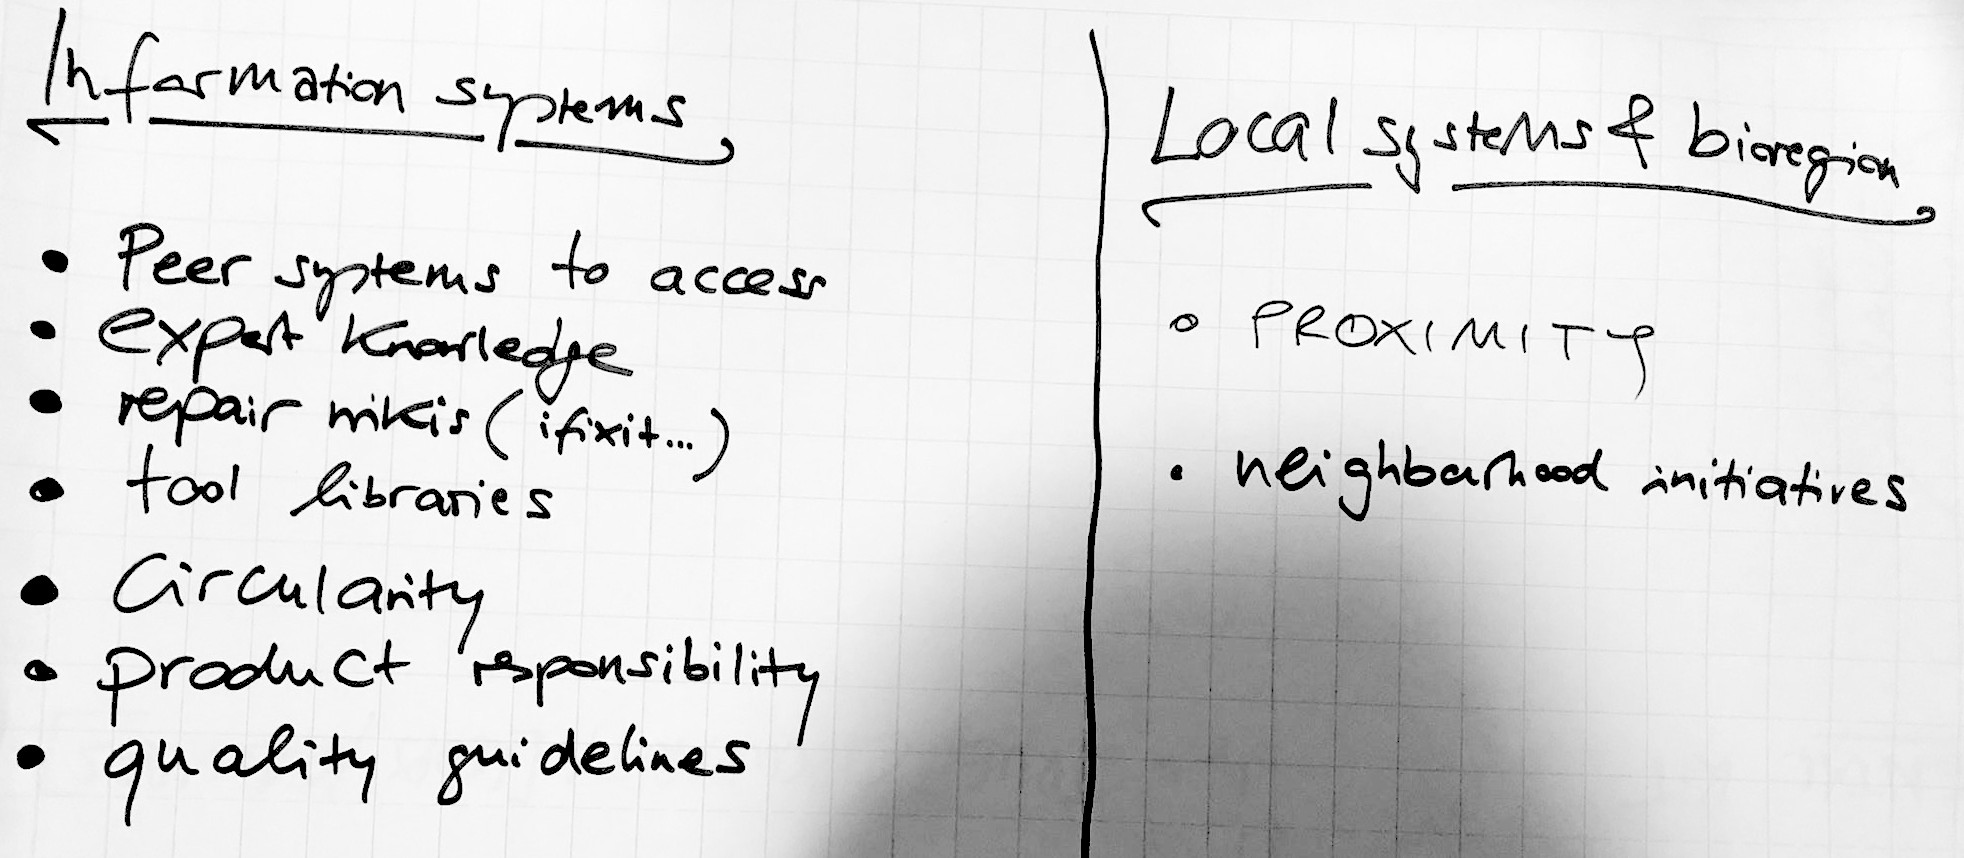 Information systems
• Peer systems to access
• expert knowledge
• repair wikis (ifixit...)
• tool libraries
• Circularity
• product responsibility
• quality guidelines
Local systems & bioregion
• PROXIMITY
• neighbourhood initiatives